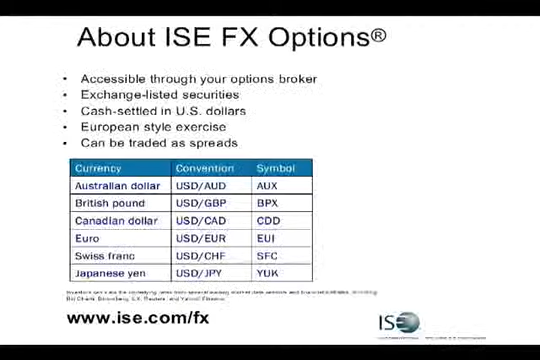 About ISE FX Options®
• Accessible through your options broker
• Exchange-listed securities
• Cash-settled in U.S. dollars
• European style exercise
• Can be traded as spreads
Currency Convention Symbol
Australian dollar USD/AUD AUX
British pound USD/GBP BPX
Canadian dollar USD/CAD CDD
Euro USD/EUR EUI
Swiss franc USD/CHF SFC
Japanese yen USD/JPY YUK
www.ise.com/fx
ISE